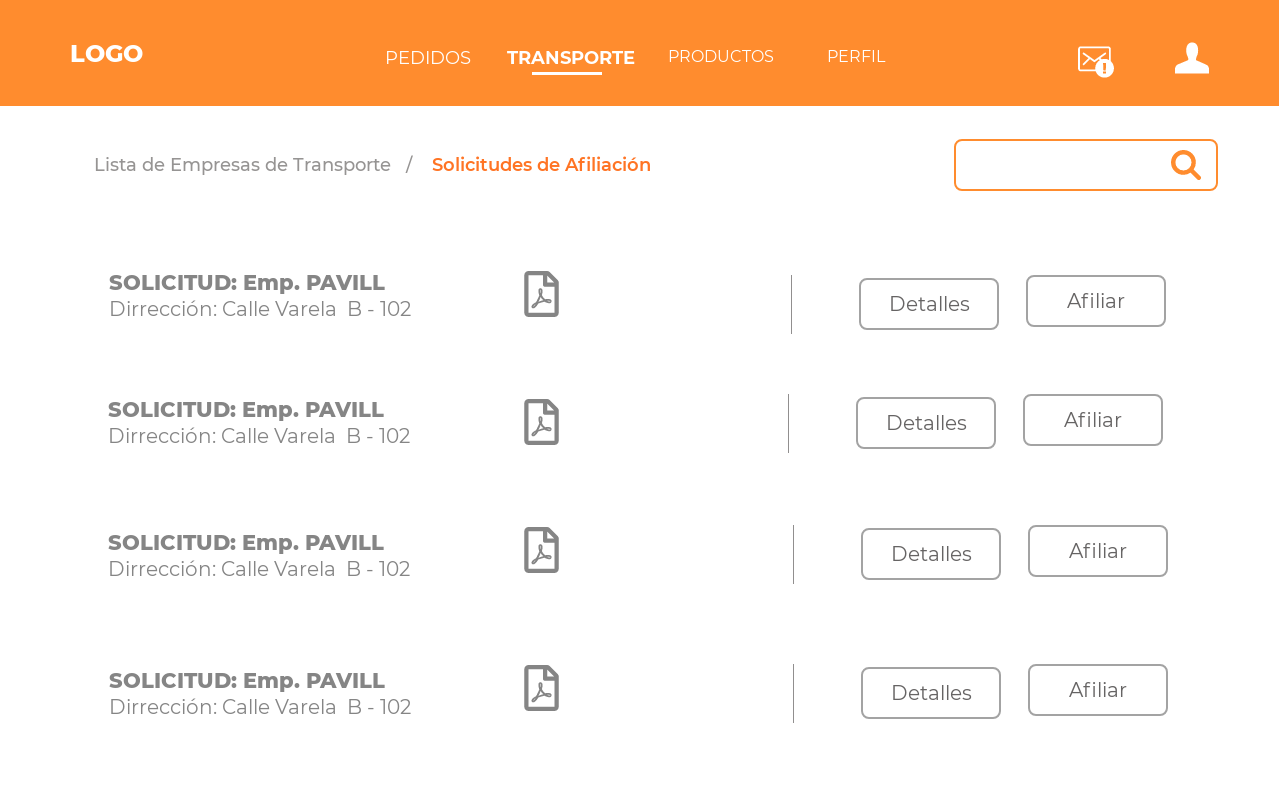 LOGO
PEDIDOS TRANSPORTE PRODUCTOS PERFIL
Lista de Empresas de Transporte / Solicitudes de Afiliación
SOLICITUD: Emp. PAVILL
Dirrección: Calle Varela B - 102
Detalles Afiliar
SOLICITUD: Emp. PAVILL
Dirrección: Calle Varela B - 102
Detalles Afiliar
SOLICITUD: Emp. PAVILL
Dirrección: Calle Varela B - 102
Detalles Afiliar
SOLICITUD: Emp. PAVILL
Dirrección: Calle Varela B - 102
Detalles Afiliar